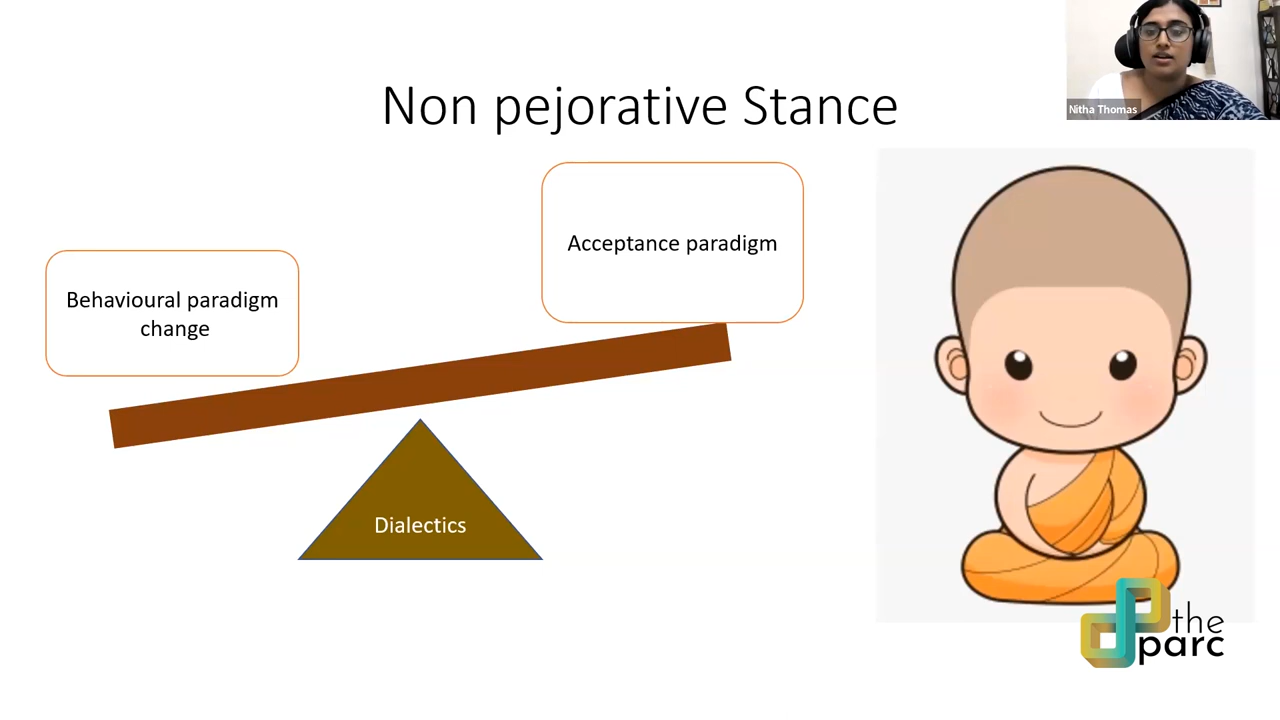 Non pejorative Stance
Nitha Thomas
Acceptance paradigm
Behavioural paradigm
change
Dialectics
the
parc